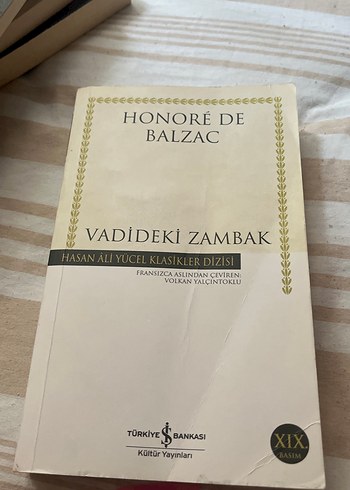 HONORÉ DE
BALZAC
VADİDEKİ ZAMBAK
HASAN ÂLİ YÜCEL KLASİKLER DİZİSİ
FRANSIZCA ASLINDAN ÇEVİREN:
VOLKAN YALÇINTOKLU
XIX.
BASIM
TÜRKİYE İŞ BANKASI
Kültür Yayınları